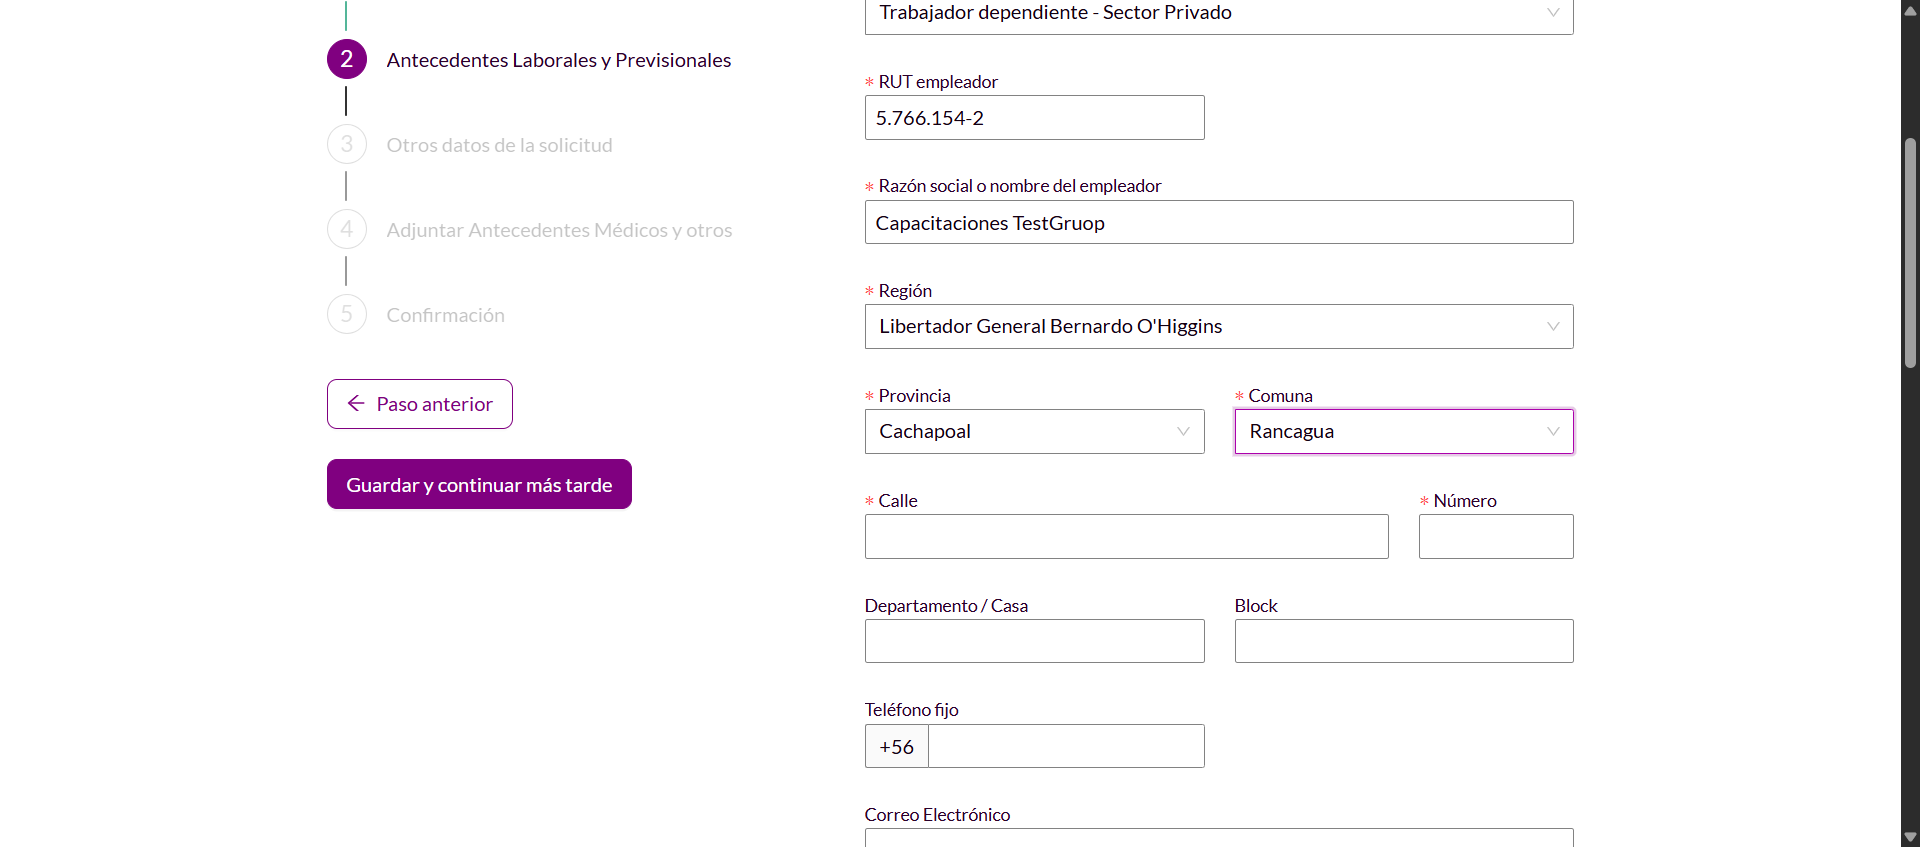 2 Antecedentes Laborales y Previsionales
3 Otros datos de la solicitud
4 Adjuntar Antecedentes Médicos y otros
5 Confirmación
Paso anterior
Guardar y continuar más tarde
Trabajador dependiente - Sector Privado
* RUT empleador
5.766.154-2
* Razón social o nombre del empleador
Capacitaciones TestGruop
* Región
Libertador General Bernardo O'Higgins
* Provincia * Comuna
Cachapoal Rancagua
* Calle * Número
Departamento / Casa Block
Teléfono fijo
+56
Correo Electrónico